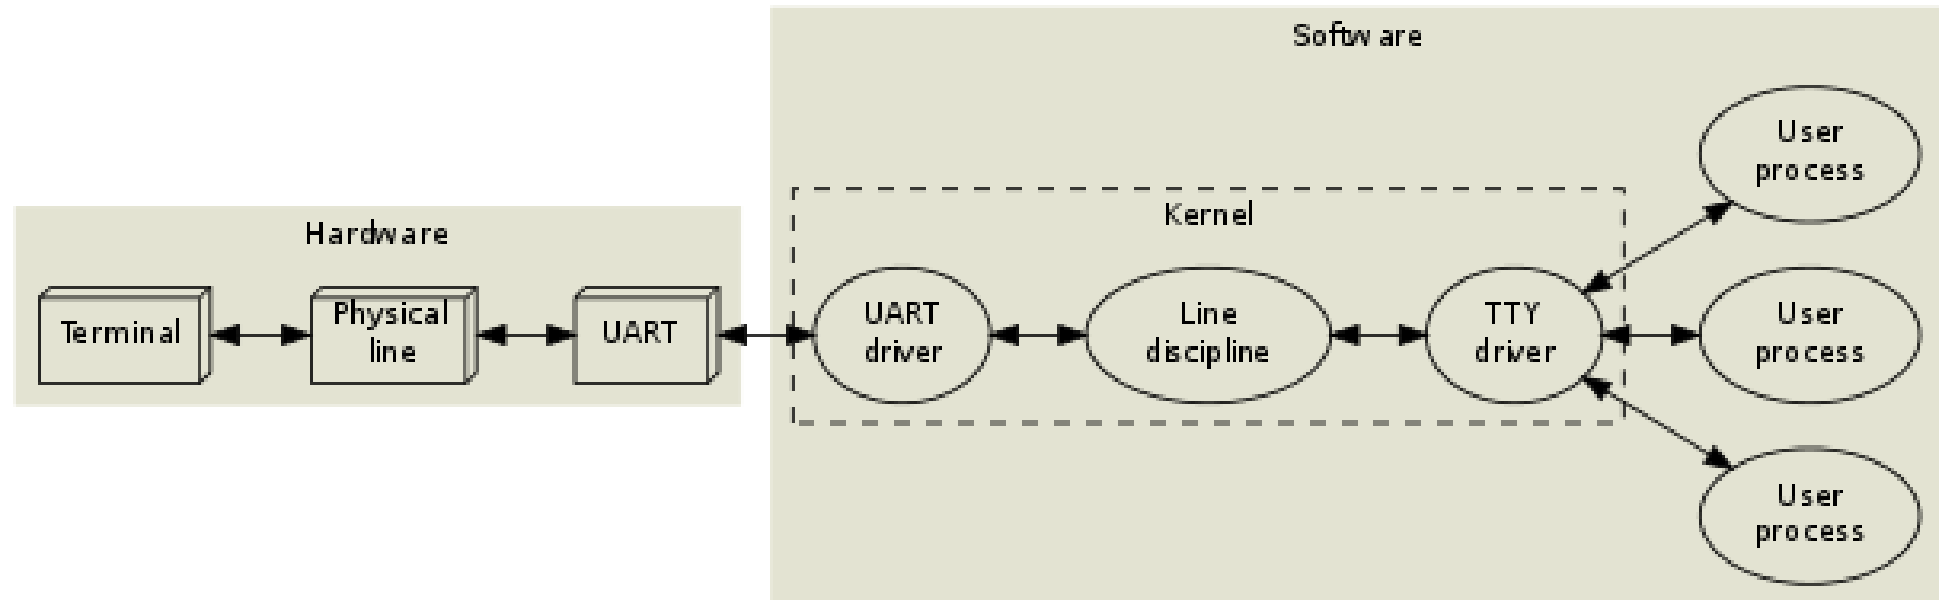 Software
User
process
Kernel
Hardware
Terminal
Physical
line
UART
UART
driver
Line
discipline
TTY
driver
User
process
User
process